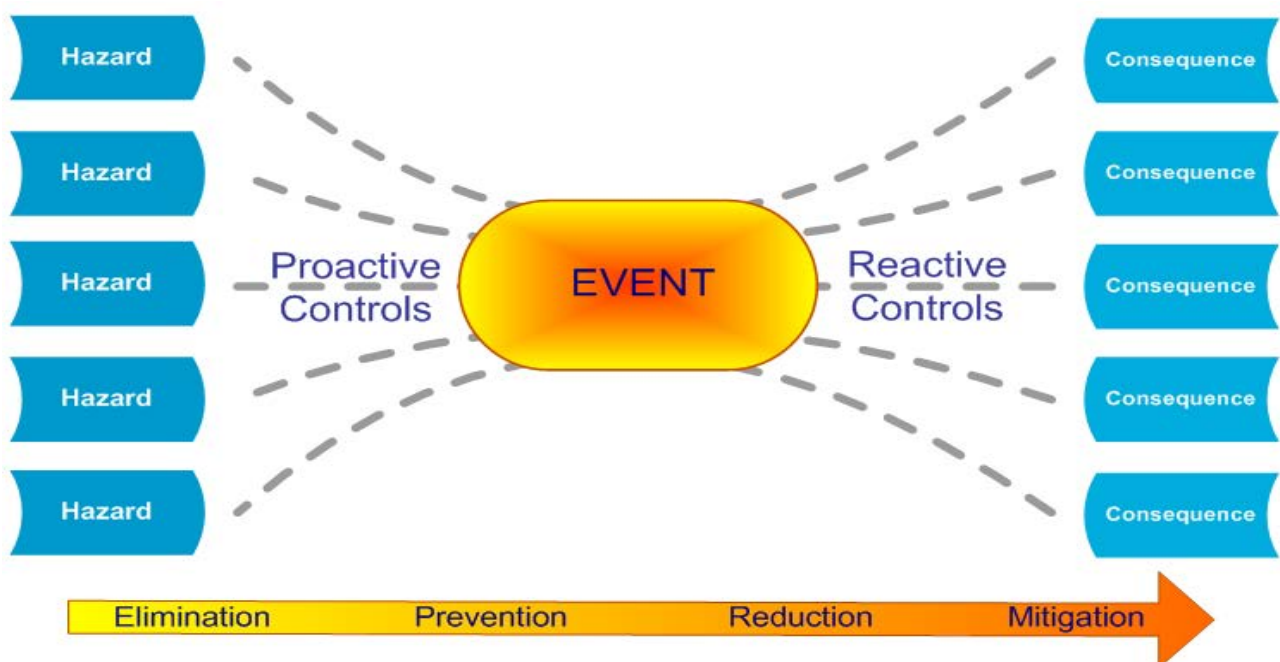 Hazard
Hazard
Hazard
Hazard
Hazard
Proactive
Controls
EVENT
Reactive
Controls
Consequence
Consequence
Consequence
Consequence
Consequence
Elimination Prevention Reduction Mitigation